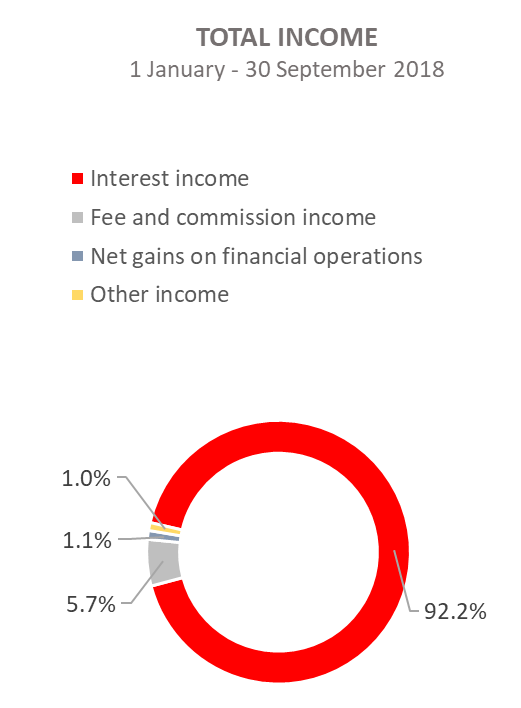 TOTAL INCOME
1 January - 30 September 2018
Interest income
Fee and commission income
Net gains on financial operations
Other income
1.0%
1.1%
5.7%
92.2%